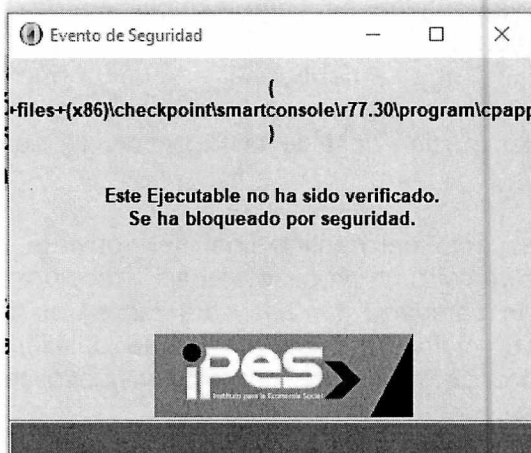 Evento de Seguridad
{
+files+(x86)\checkpoint\smartconsole\r77.30\program\cpapp
}
Este Ejecutable no ha sido verificado.
Se ha bloqueado por seguridad.
iPES
Instituto para la Economía Social